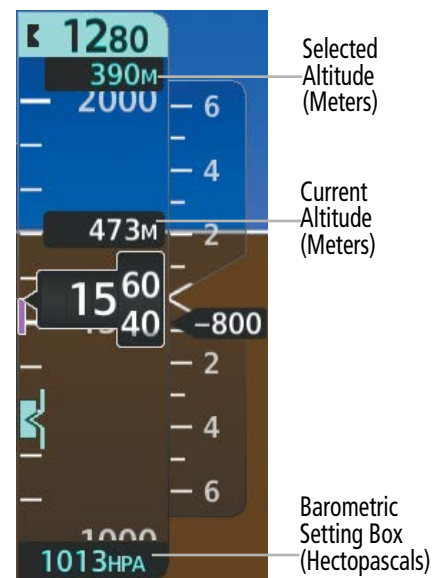 1280
390M
2000
6
4
2
473M
15 60
40
-800
2
4
6
1000
1013HPA
Selected
Altitude
(Meters)
Current
Altitude
(Meters)
Barometric
Setting Box
(Hectopascals)